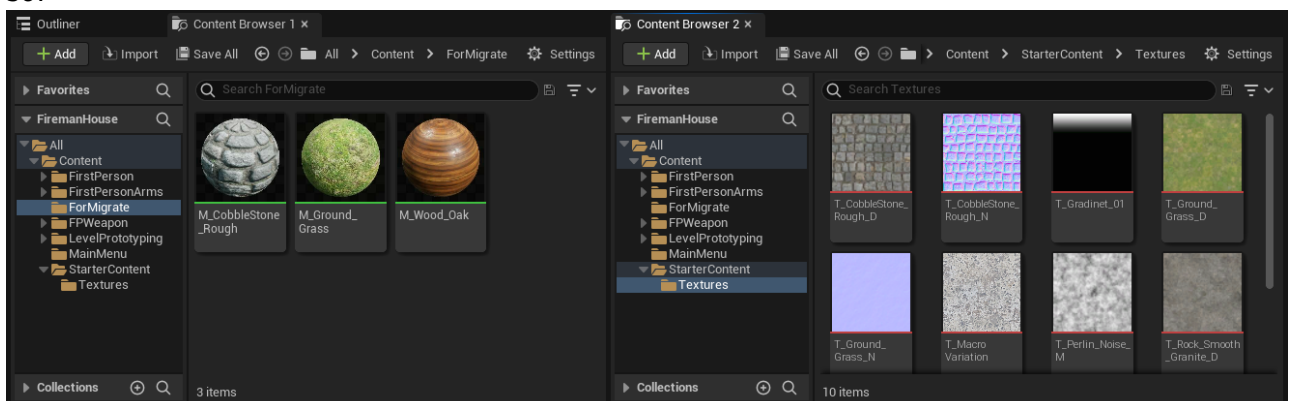 Outliner
Content Browser 1 ×
+ Add
Import
Save All
All > Content > ForMigrate
Settings
Favorites
Search ForMigrate
FiremanHouse
All
Content
FirstPerson
FirstPersonArms
ForMigrate
FPWeapon
LevelPrototyping
MainMenu
StarterContent
Textures
M_CobbleStone
_Rough
M_Ground_
Grass
M_Wood_Oak
Collections
3 items
Content Browser 2 ×
+ Add
Import
Save All
> Content > StarterContent > Textures
Settings
Favorites
Search Textures
FiremanHouse
All
Content
FirstPerson
FirstPersonArms
ForMigrate
FPWeapon
LevelPrototyping
MainMenu
StarterContent
Textures
T_CobbleStone_
Rough_D
T_CobbleStone_
Rough_N
T_Gradinet_01
T_Ground_
Grass_D
T_Ground_
Grass_N
T_Macro
Variation
T_Perlin_Noise_
M
T_Rock_Smooth
_Granite_D
Collections
10 items